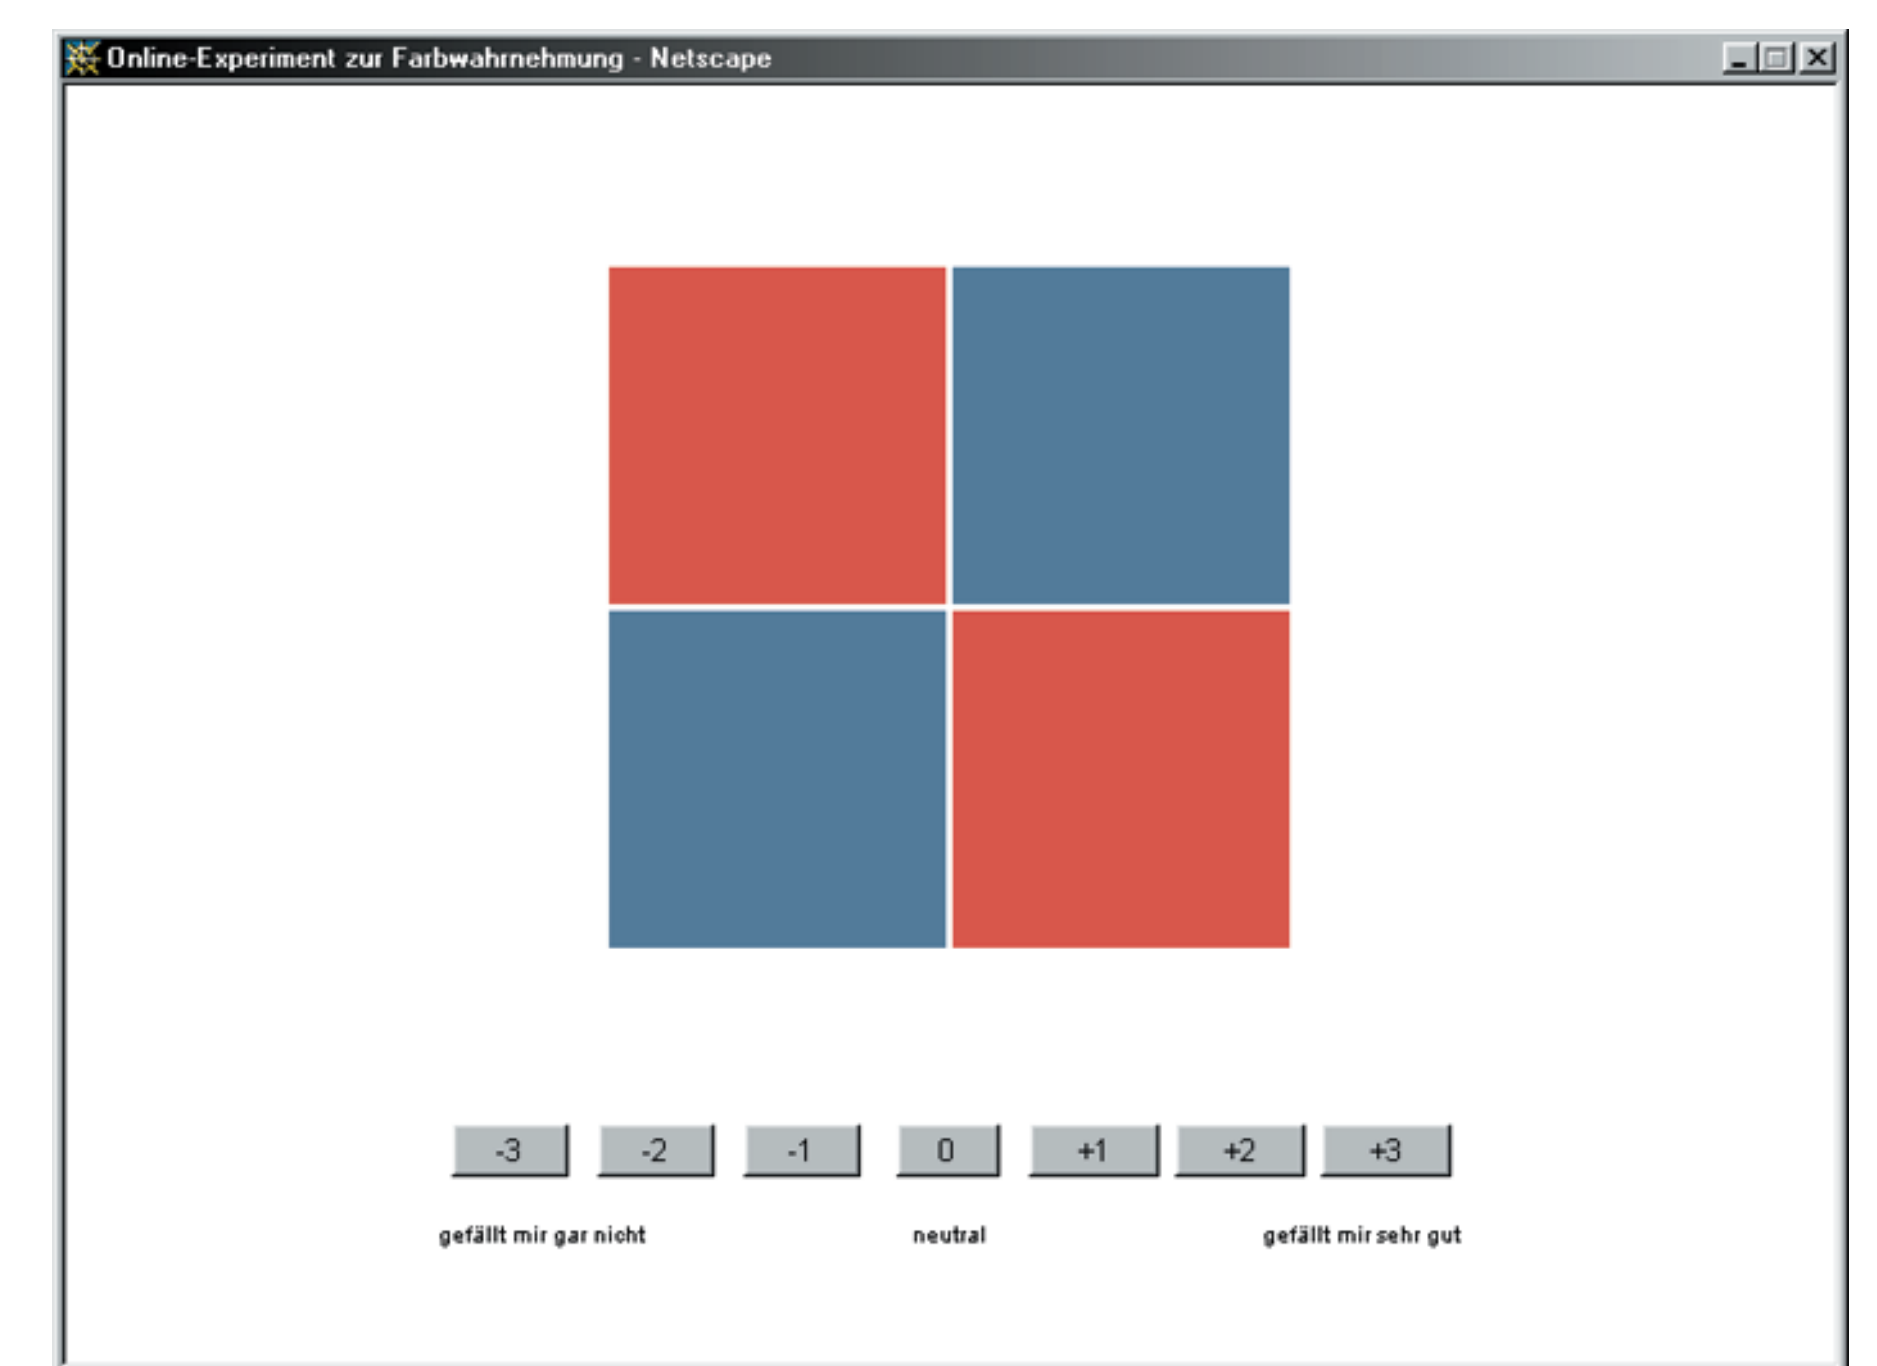 Online-Experiment zur Farbwahrnehmung - Netscape
-3 -2 -1 0 +1 +2 +3
gefällt mir gar nicht neutral gefällt mir sehr gut